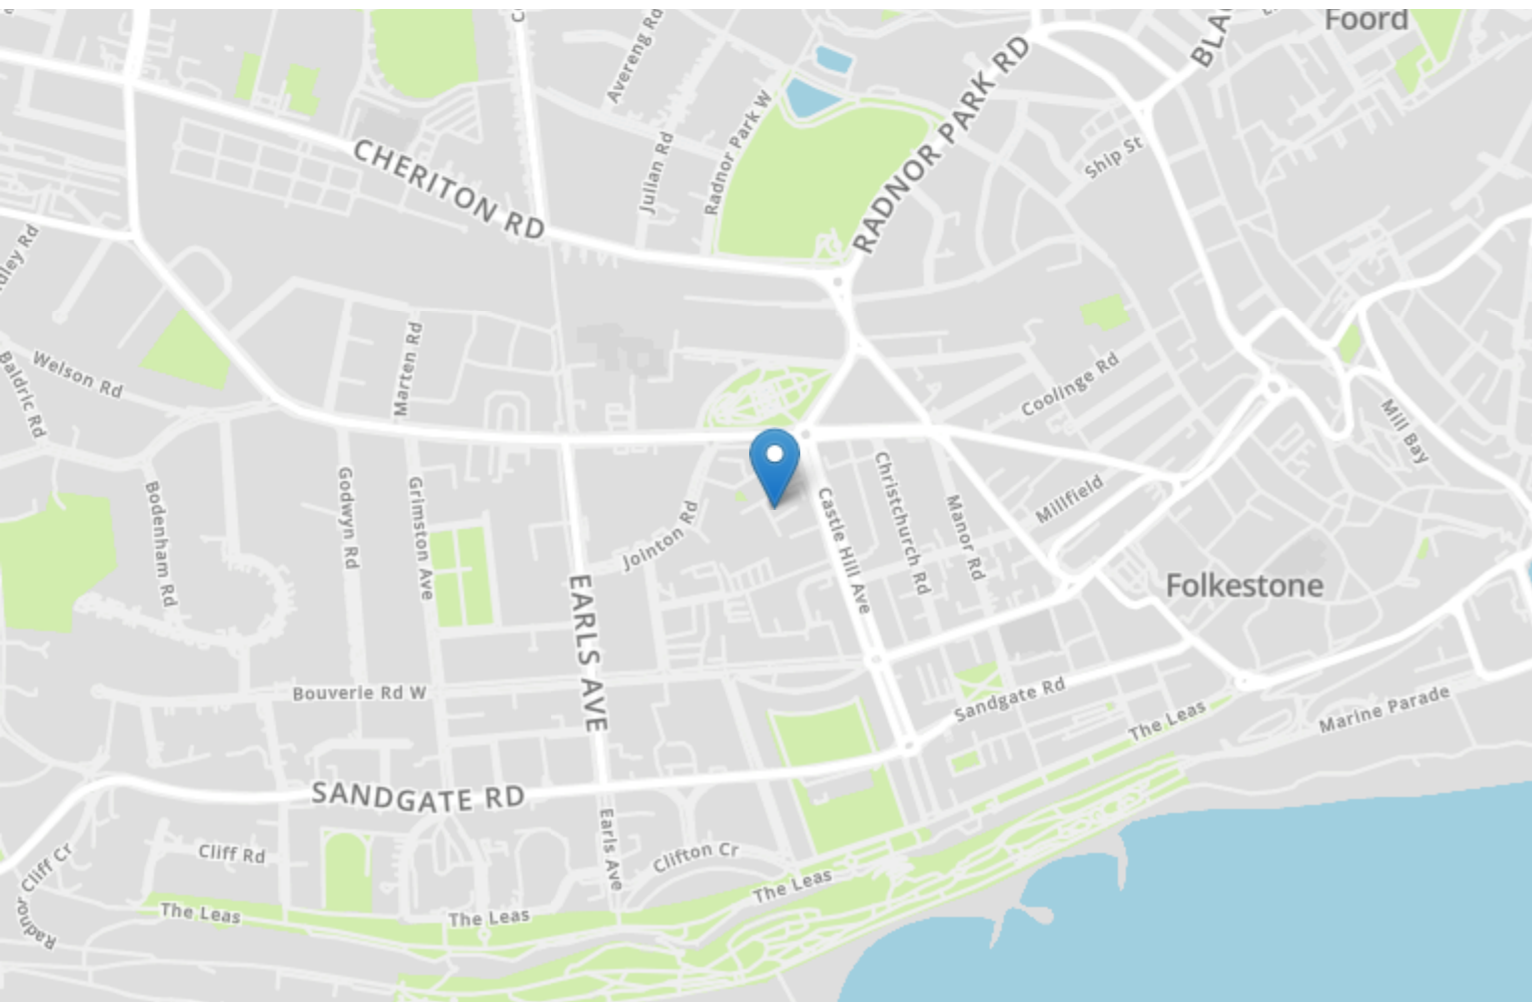 Foord
BLAC
Avereng Rd
RADNOR PARK RD
Radnor Park W
Julian Rd
Ship St
CHERITON RD
dley Rd
Welson Rd
Baldric Rd
Marten Rd
Coolinge Rd
Mill Bay
Bodenham Rd
Godwyn Rd
Grimston Ave
Jointon Rd
Castle Hill Ave
Christchurch Rd
Manor Rd
Millfield
Folkestone
EARLS AVE
Bouverie Rd W
Sandgate Rd
The Leas
Marine Parade
SANDGATE RD
Earls Ave
Cliff Rd
Clifton Cr
Cliff Cr
The Leas
The Leas
The Leas
Radnor